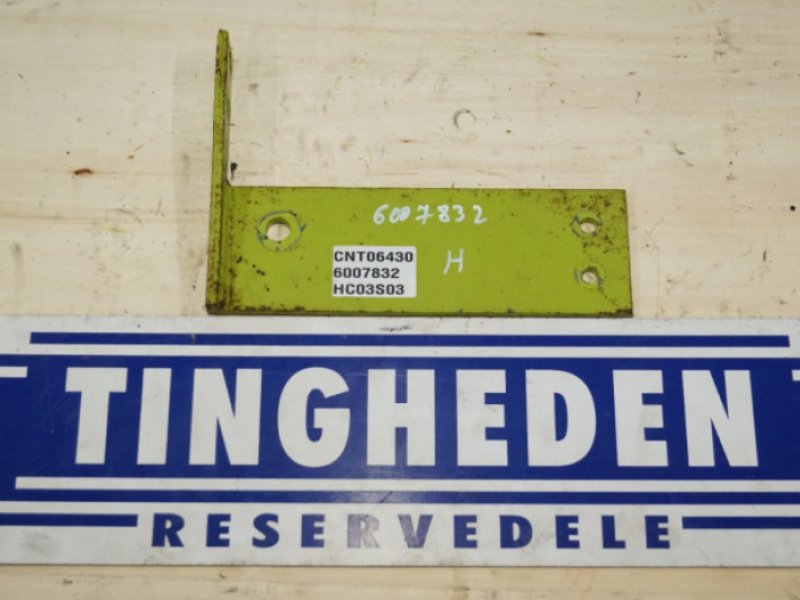 6007832
CNT06430
6007832
H
HC03S03
TINGHEDEN
RESERVEDELE